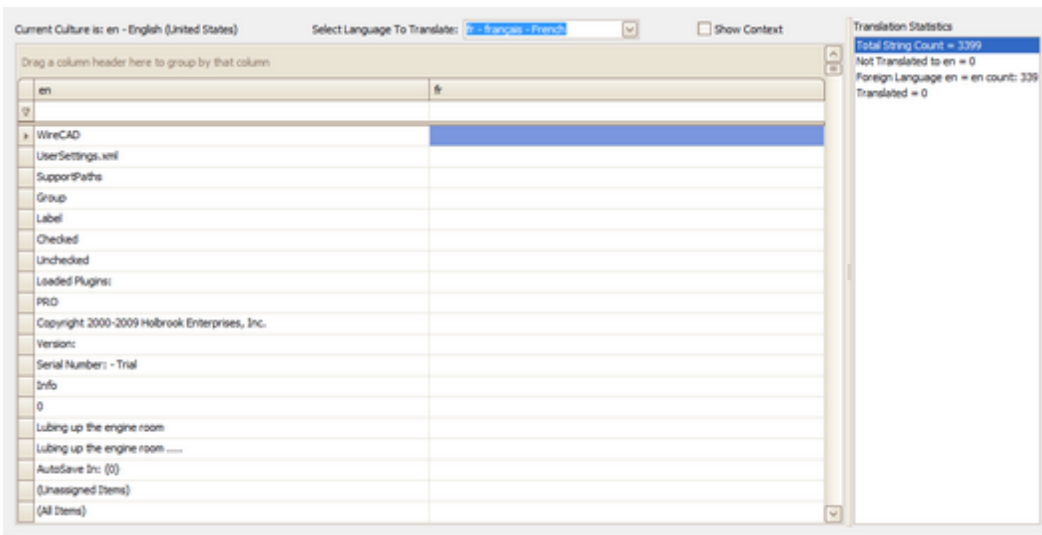 Current Culture is: en - English (United States)
Select Language To Translate: fr - français - French
Show Context
Drag a column header here to group by that column
en fr
WireCAD
UserSettings.xml
SupportPaths
Group
Label
Checked
Unchecked
Loaded Plugins:
PRO
Copyright 2000-2009 Holbrook Enterprises, Inc.
Version:
Serial Number: - Trial
Info
0
Lubing up the engine room
Lubing up the engine room .....
AutoSave In: {0}
(Unassigned Items)
(All Items)
Translation Statistics
Total String Count = 3399
Not Translated to en = 0
Foreign Language en = en count: 339
Translated = 0